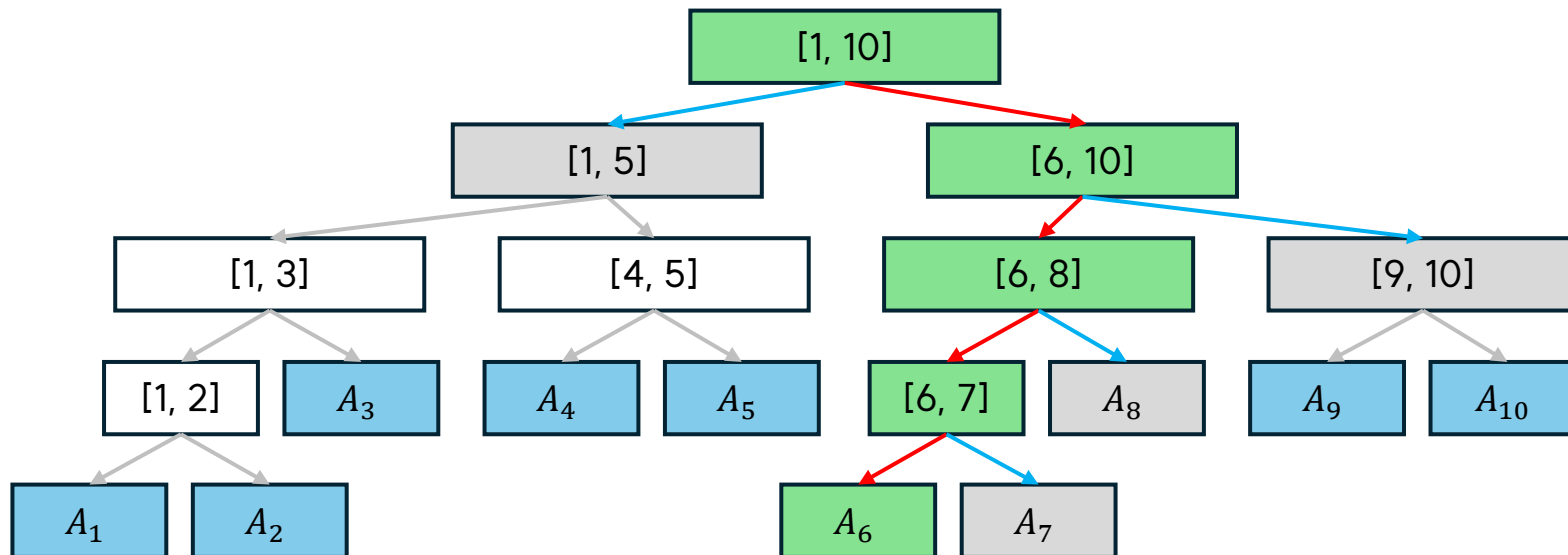 [1, 10]
[1, 5]
[6, 10]
[1, 3]
[4, 5]
[6, 8]
[9, 10]
[1, 2]
A₃
A₄
A₅
[6, 7]
A₈
A₉
A₁₀
A₁
A₂
A₆
A₇